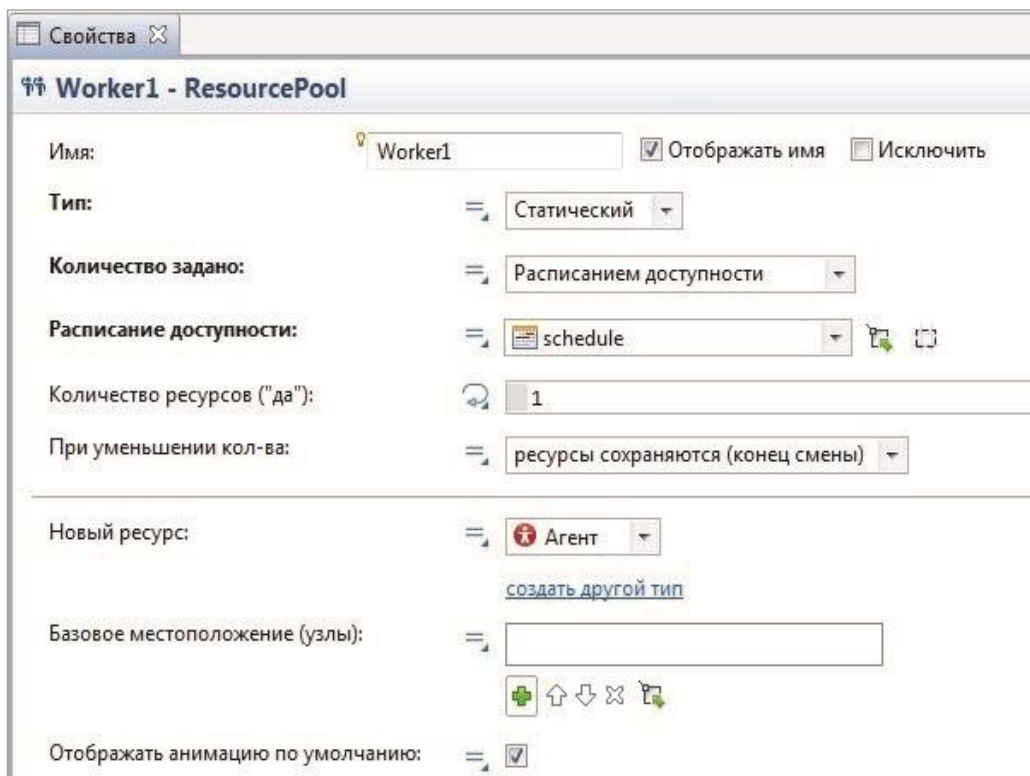 Свойства
Worker1 - ResourcePool
Имя: Worker1 Отображать имя Исключить
Тип: Статический
Количество задано: Расписанием доступности
Расписание доступности: schedule
Количество ресурсов ("да"): 1
При уменьшении кол-ва: ресурсы сохраняются (конец смены)
Новый ресурс: Агент
создать другой тип
Базовое местоположение (узлы):
Отображать анимацию по умолчанию: